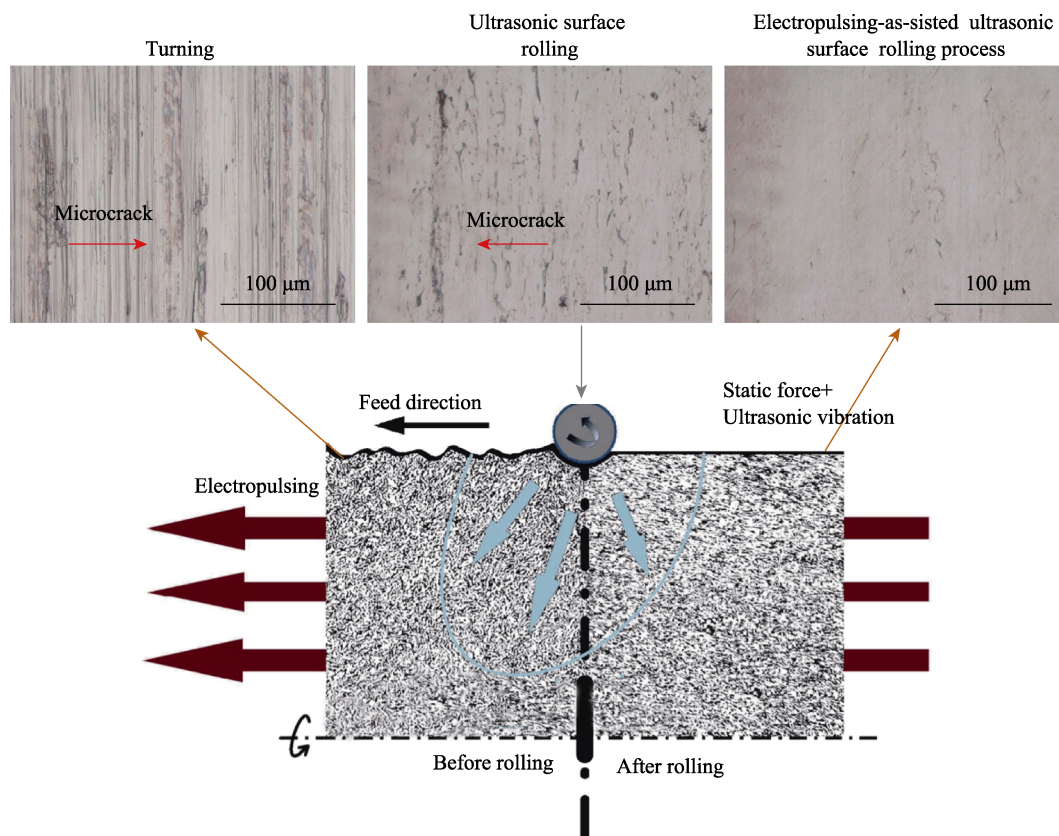 Turning
Ultrasonic surface
rolling
Electropulsing-as-sisted ultrasonic
surface rolling process
Microcrack
100 μm
Microcrack
100 μm
100 μm
Feed direction
Static force+
Ultrasonic vibration
Electropulsing
Before rolling
After rolling